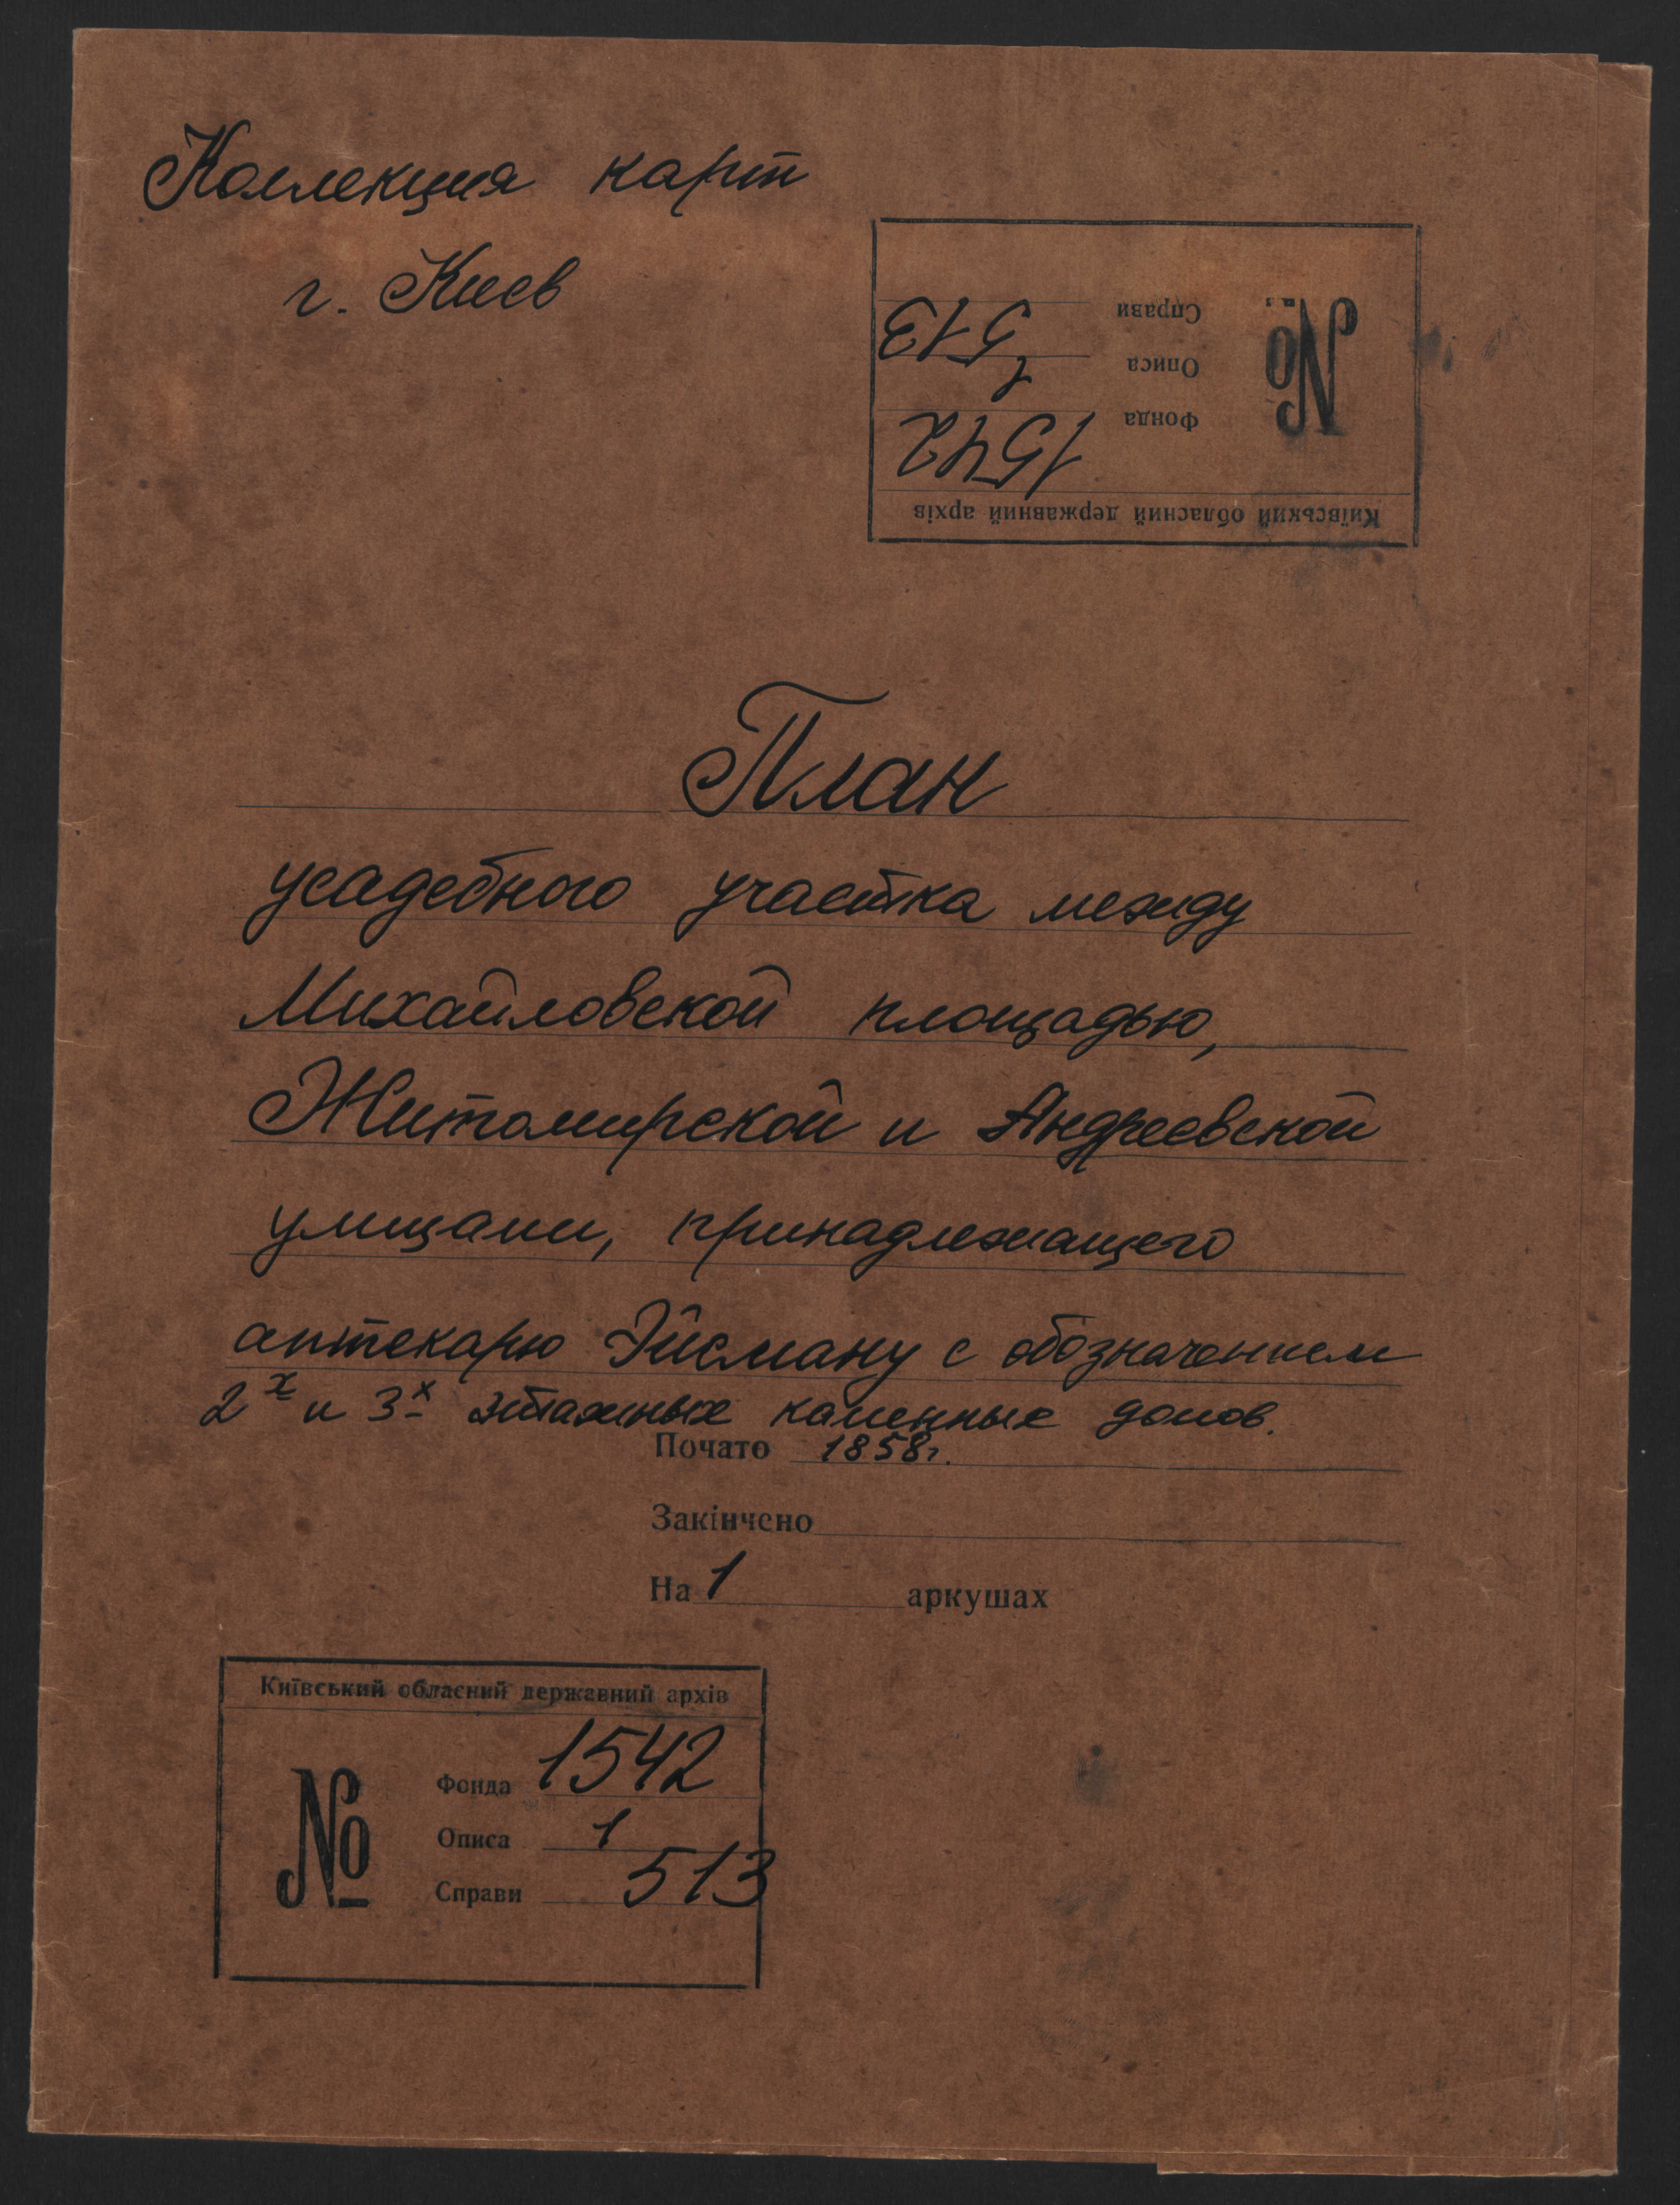 Коллекция карт
г. Киев
Київський обласний державний архів
№
Фонда 1542
Описа 1
Справи 513
План
усадебного участка между
Михайловской площадью,
Житомирской и Андреевской
улицами, принадлежащего
аптекарю Эйсману с обозначением
2х и 3х этажных каменных домов.
Почато 1858г.
Закінчено
На 1 аркушах
Київський обласний державний архів
№
Фонда 1542
Описа 1
Справи 513